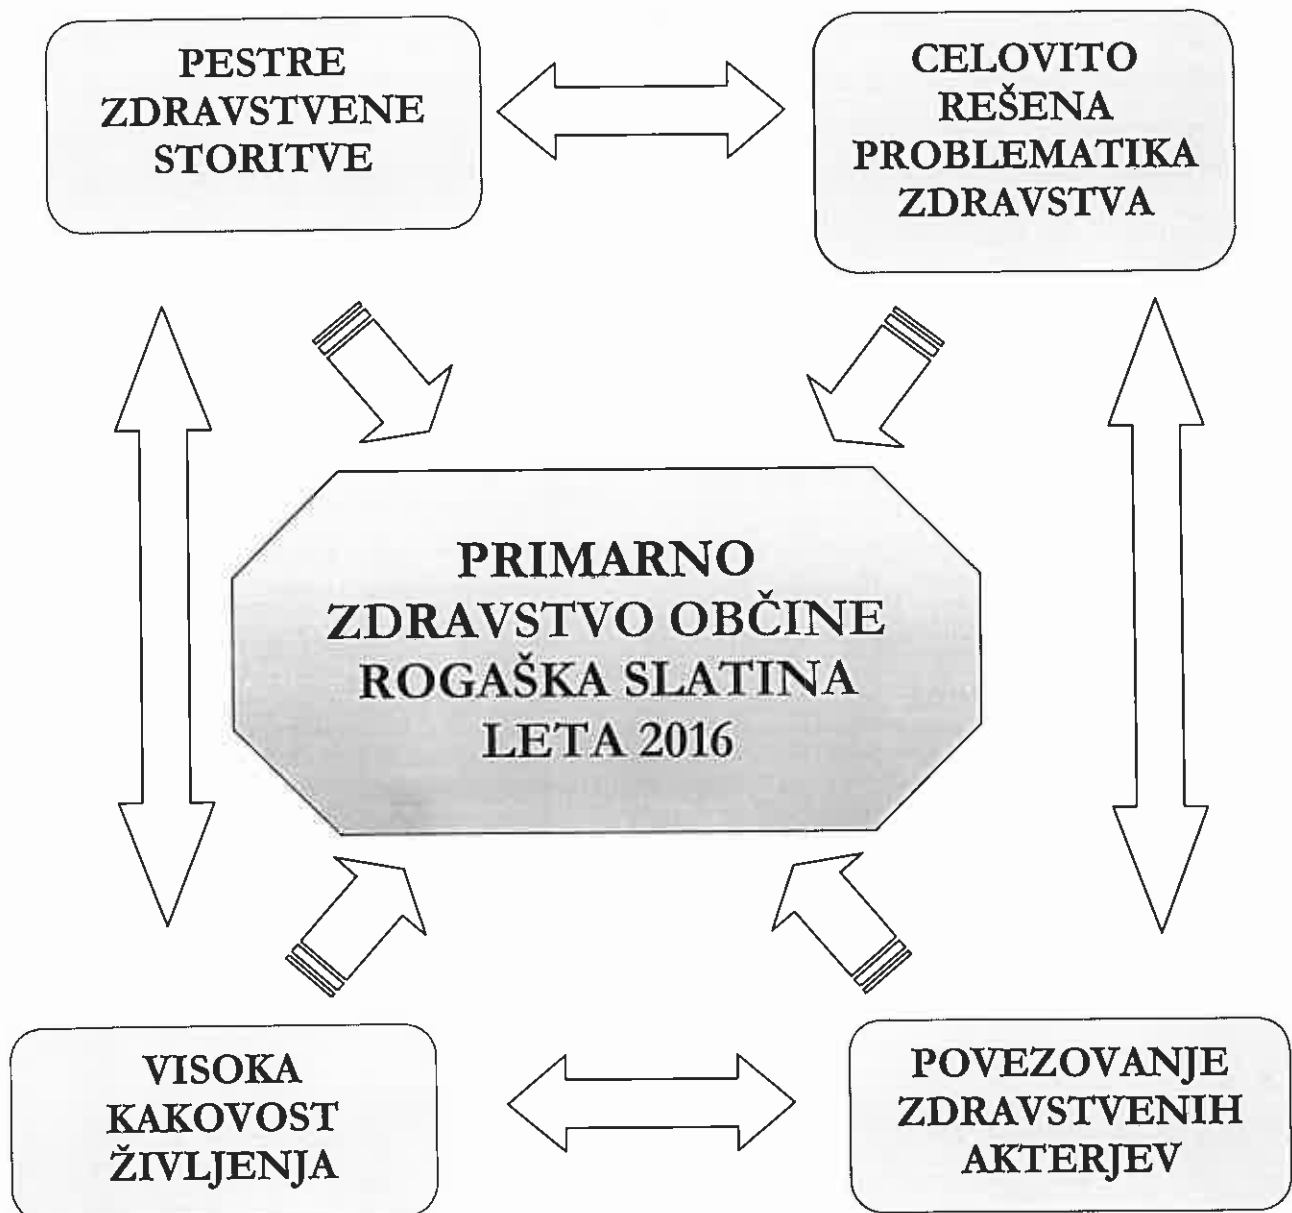 PESTRE
ZDRAVSTVENE
STORITVE
CELOVITO
REŠENA
PROBLEMATIKA
ZDRAVSTVA
PRIMARNO
ZDRAVSTVO OBČINE
ROGAŠKA SLATINA
LETA 2016
VISOKA
KAKOVOST
ŽIVLJENJA
POVEZOVANJE
ZDRAVSTVENIH
AKTERJEV